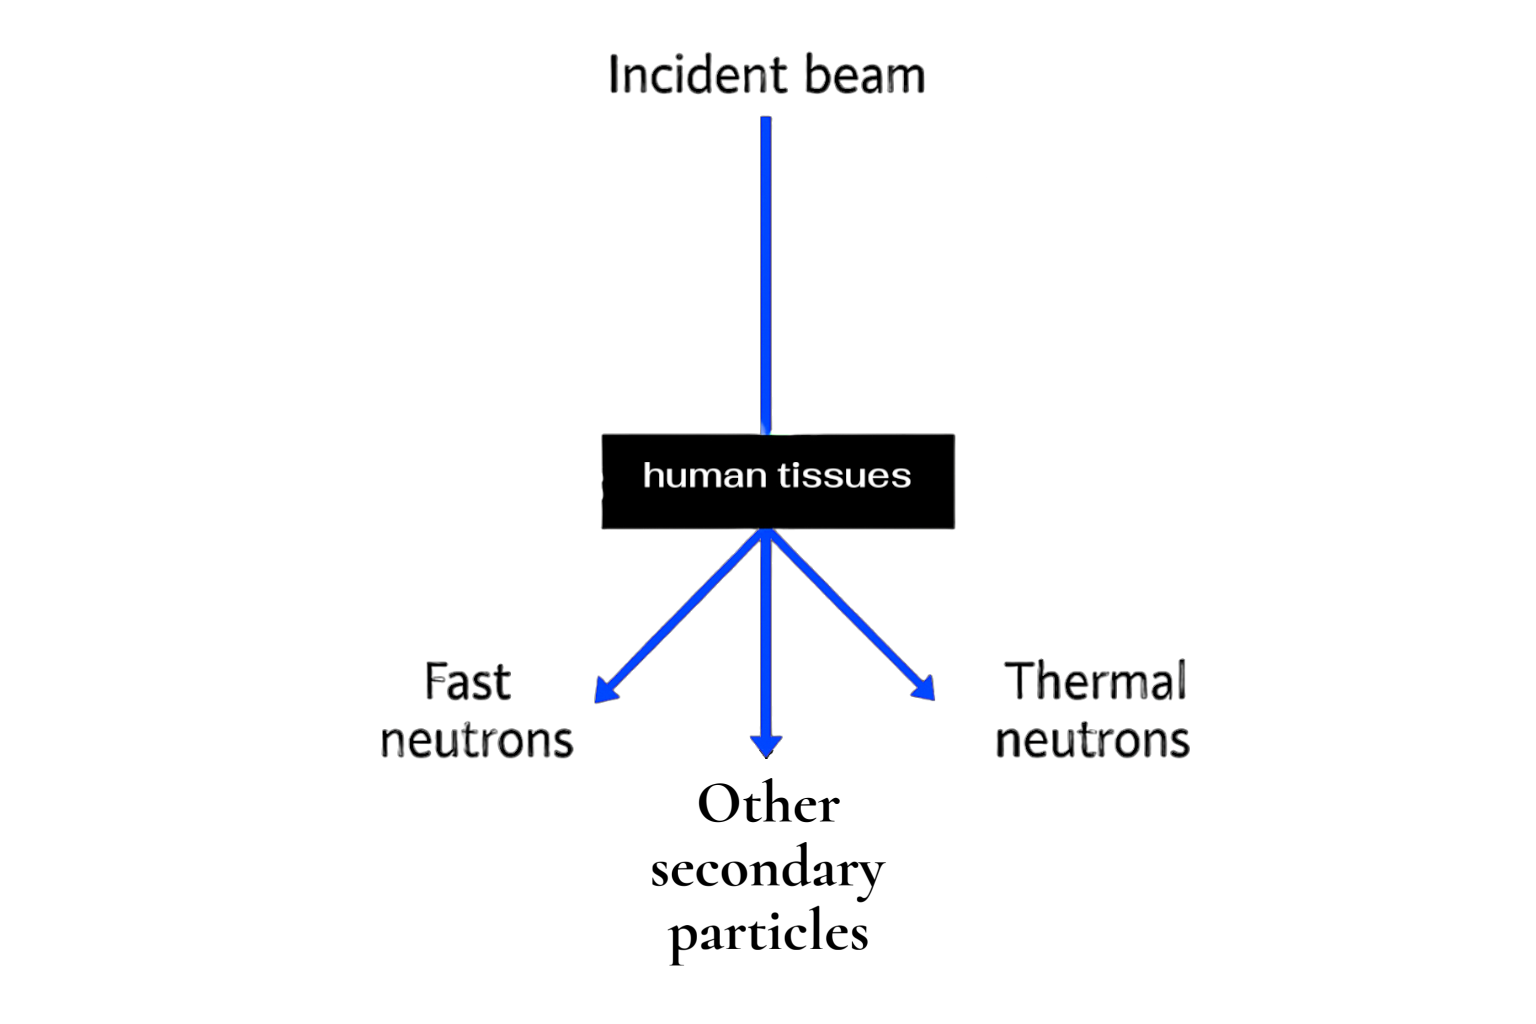 Incident beam
human tissues
Fast
neutrons
Thermal
neutrons
Other
secondary
particles